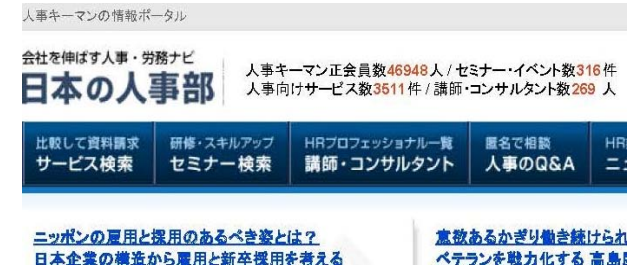 人事キーマンの情報ポータル
会社を伸ばす人事・労務ナビ
日本の人事部
人事キーマン正会員数46948人 / セミナー・イベント数316件
人事向けサービス数3511件 / 講師・コンサルタント数269 人
比較して資料請求
サービス検索
研修・スキルアップ
セミナー検索
HRプロフェッショナル一覧
講師・コンサルタント
匿名で相談
人事のQ&A
HR
ニュ
ニッポンの雇用と採用のあるべき姿とは？
日本企業の構造から雇用と新卒採用を考える
意欲あるかぎり働き続けられ
ベテランを戦力化する 高島